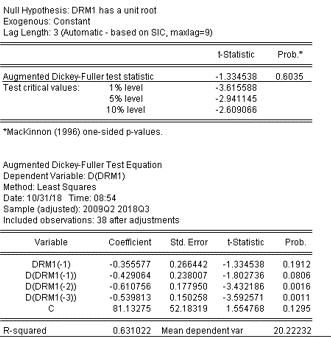 Null Hypothesis: DRM1 has a unit root
Exogenous: Constant
Lag Length: 3 (Automatic - based on SIC, maxlag=9)
t-Statistic Prob.*
Augmented Dickey-Fuller test statistic -1.334538 0.6035
Test critical values: 1% level -3.615588
5% level -2.941145
10% level -2.609066
*MacKinnon (1996) one-sided p-values.
Augmented Dickey-Fuller Test Equation
Dependent Variable: D(DRM1)
Method: Least Squares
Date: 10/31/18 Time: 08:54
Sample (adjusted): 2009Q2 2018Q3
Included observations: 38 after adjustments
Variable Coefficient Std. Error t-Statistic Prob.
DRM1(-1) -0.355577 0.266442 -1.334538 0.1912
D(DRM1(-1)) -0.429064 0.238007 -1.802736 0.0806
D(DRM1(-2)) -0.610756 0.177950 -3.432186 0.0016
D(DRM1(-3)) -0.539813 0.150258 -3.592571 0.0011
C 81.13275 52.18319 1.554768 0.1295
R-squared 0.631022 Mean dependent var 20.22232